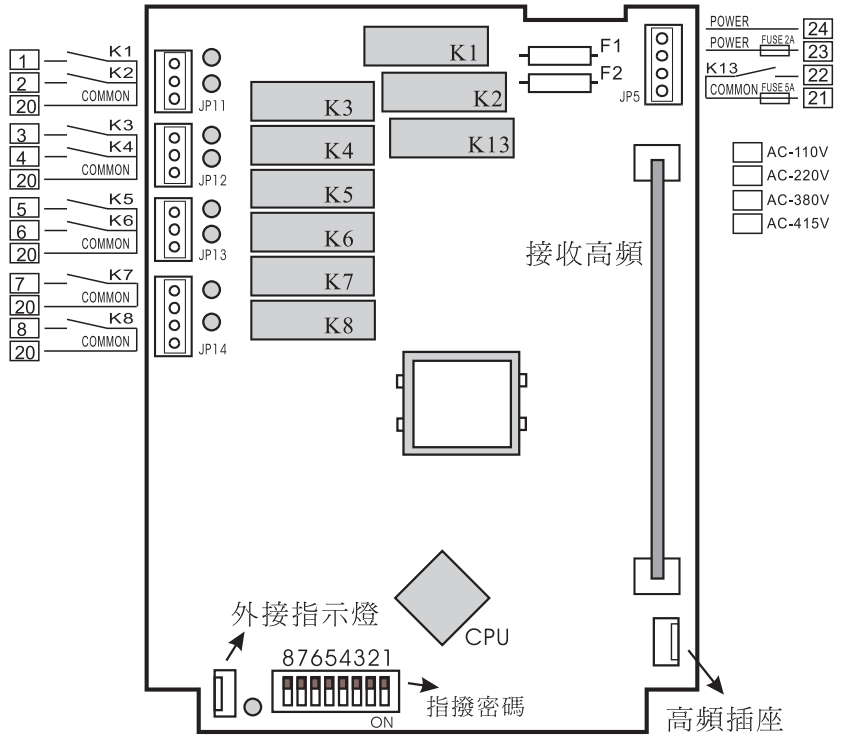 1 K1
2 K2
20 COMMON
JP11
3 K3
4 K4
20 COMMON
JP12
5 K5
6 K6
20 COMMON
JP13
7 K7
20 COMMON
8 K8
20 COMMON
JP14
K1
K2
K13
K3
K4
K5
K6
K7
K8
F1
F2
JP5
POWER 24
POWER FUSE 2A 23
K13 22
COMMON FUSE 5A 21
AC-110V
AC-220V
AC-380V
AC-415V
接收高頻
CPU
外接指示燈
87654321
ON
指撥密碼
高頻插座